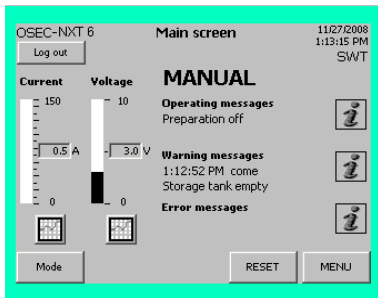 OSEC-NXT 6 Main screen 11/27/2008
1:13:15 PM
Log out SWT
Current Voltage MANUAL
150 10 Operating messages
Preparation off
0.5 A 3.0 V Warning messages
1:12:52 PM come
Storage tank empty
0 0 Error messages
Mode RESET MENU